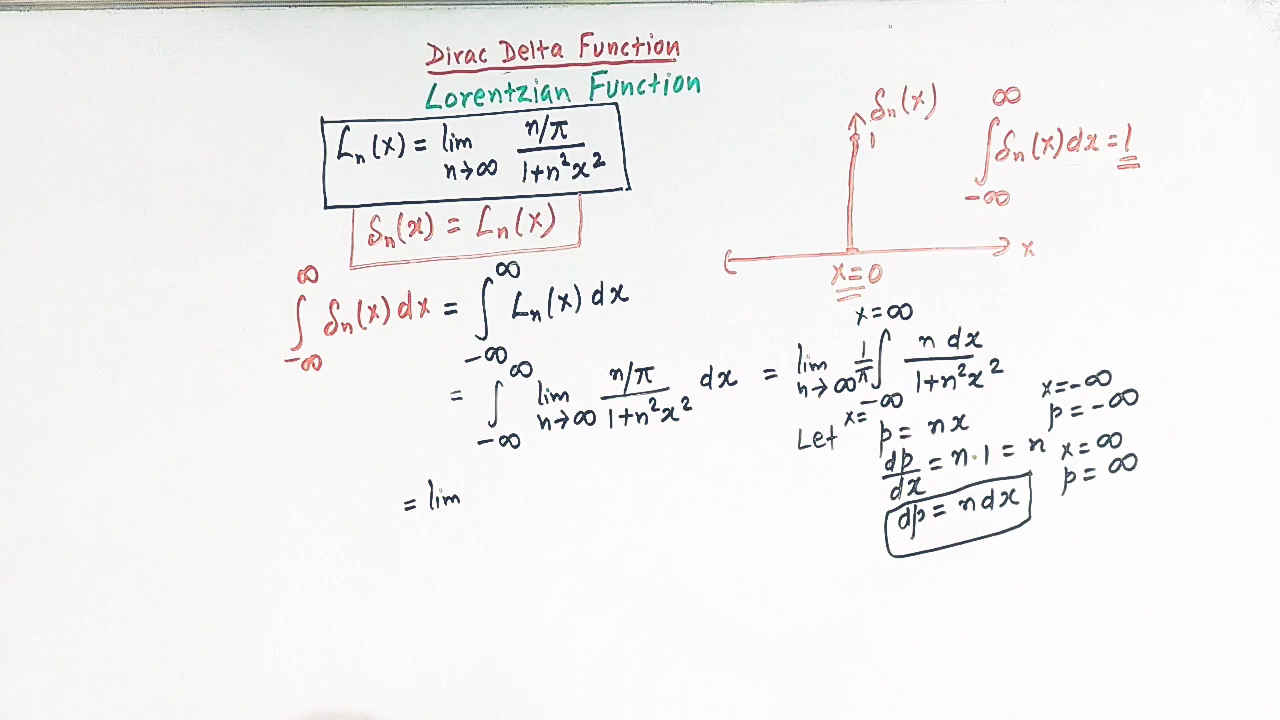 Dirac Delta Function
Lorentzian Function
Lₙ(x) = lim n→∞ (n/π)/(1+n²x²)
δₙ(x) = Lₙ(x)
δₙ(x)
1
x
x=0
∫_{-∞}^{∞} δₙ(x) dx = 1
∫_{-∞}^{∞} δₙ(x) dx = ∫_{-∞}^{∞} Lₙ(x) dx
= ∫_{-∞}^{∞} lim n→∞ (n/π)/(1+n²x²) dx = lim n→∞ 1/π ∫_{x=-∞}^{x=∞} (n dx)/(1+n²x²)
Let p = nx
dp/dx = n·1 = n
dp = n dx
x=-∞
p=-∞
x=∞
p=∞
= lim